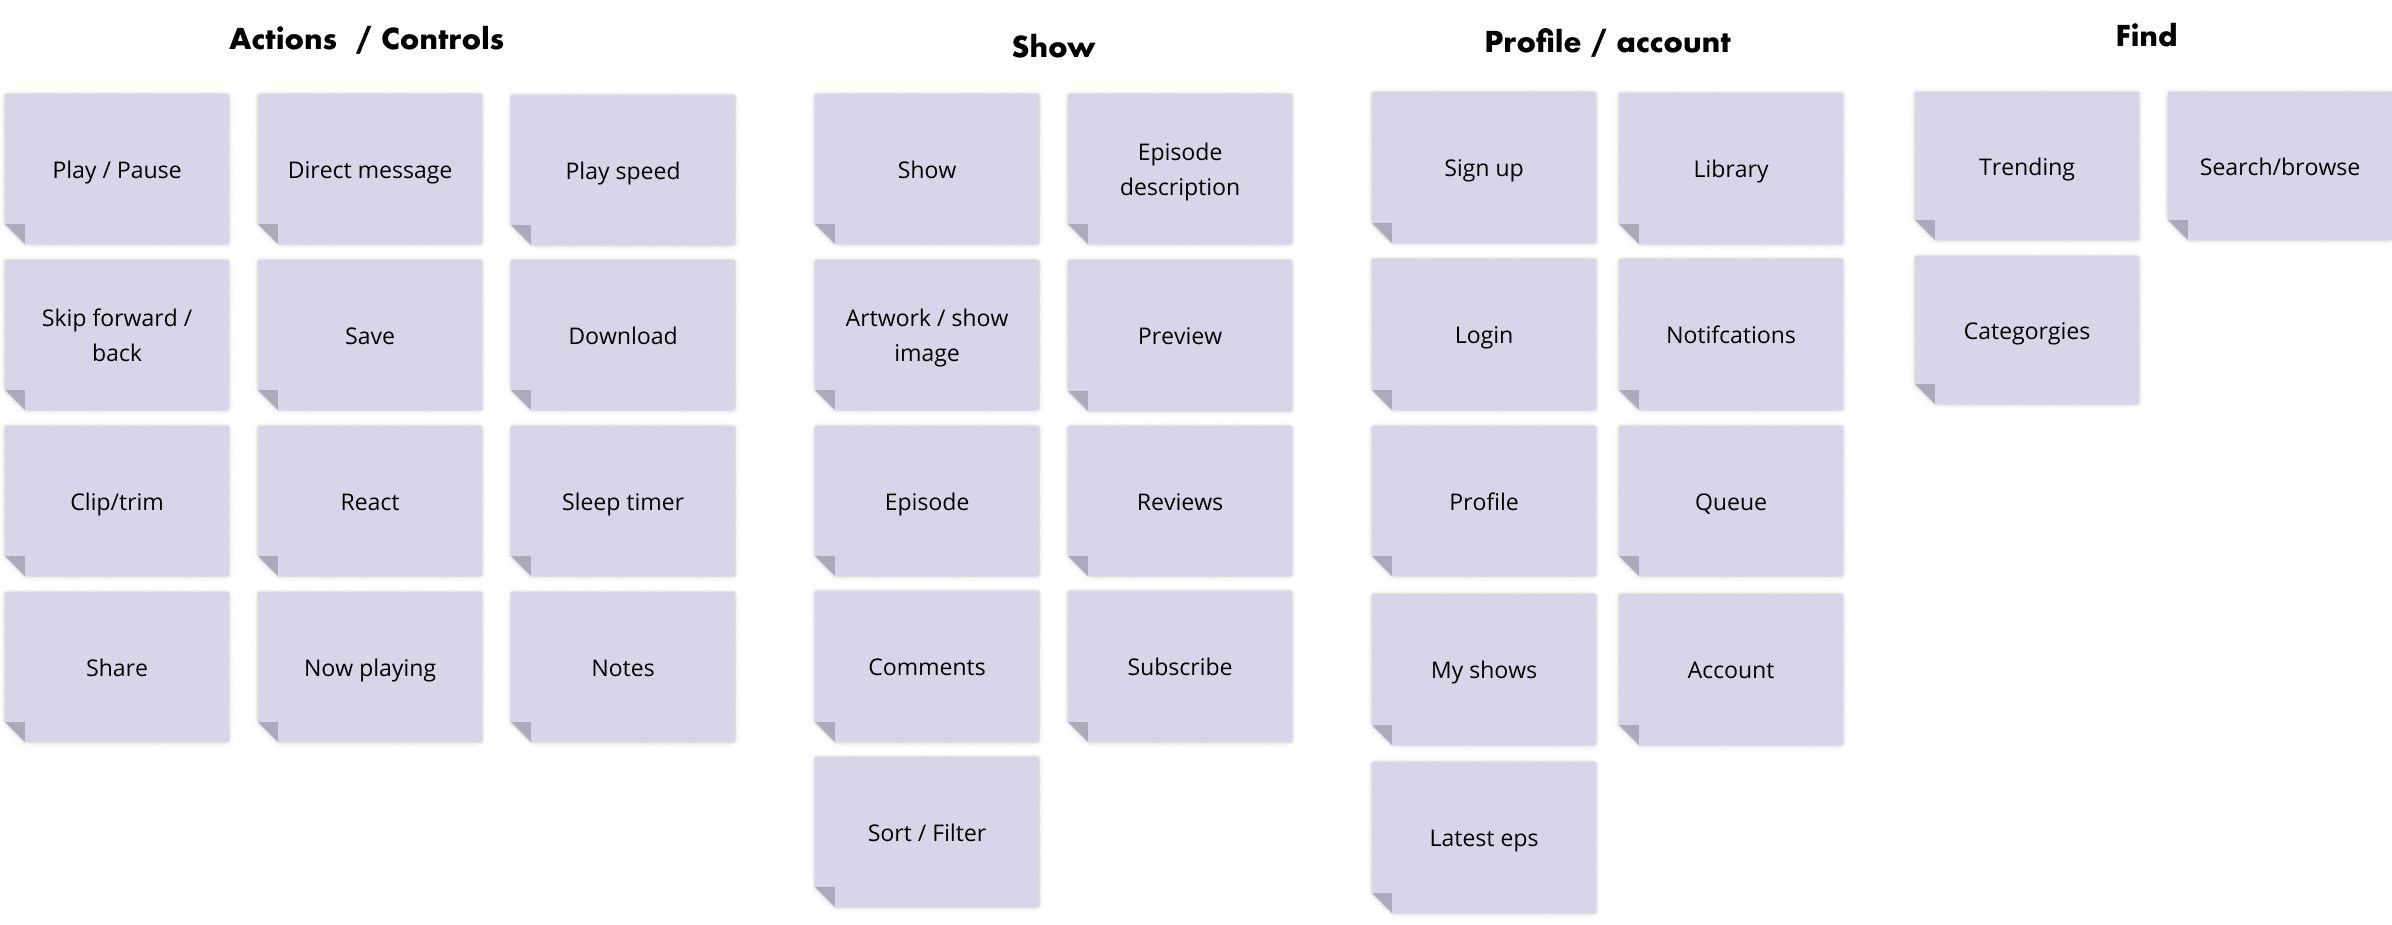 Actions / Controls
Play / Pause
Direct message
Play speed
Skip forward /
back
Save
Download
Clip/trim
React
Sleep timer
Share
Now playing
Notes
Show
Show
Episode
description
Artwork / show
image
Preview
Episode
Reviews
Comments
Subscribe
Sort / Filter
Profile / account
Sign up
Library
Login
Notifcations
Profile
Queue
My shows
Account
Latest eps
Find
Trending
Search/browse
Categorgies